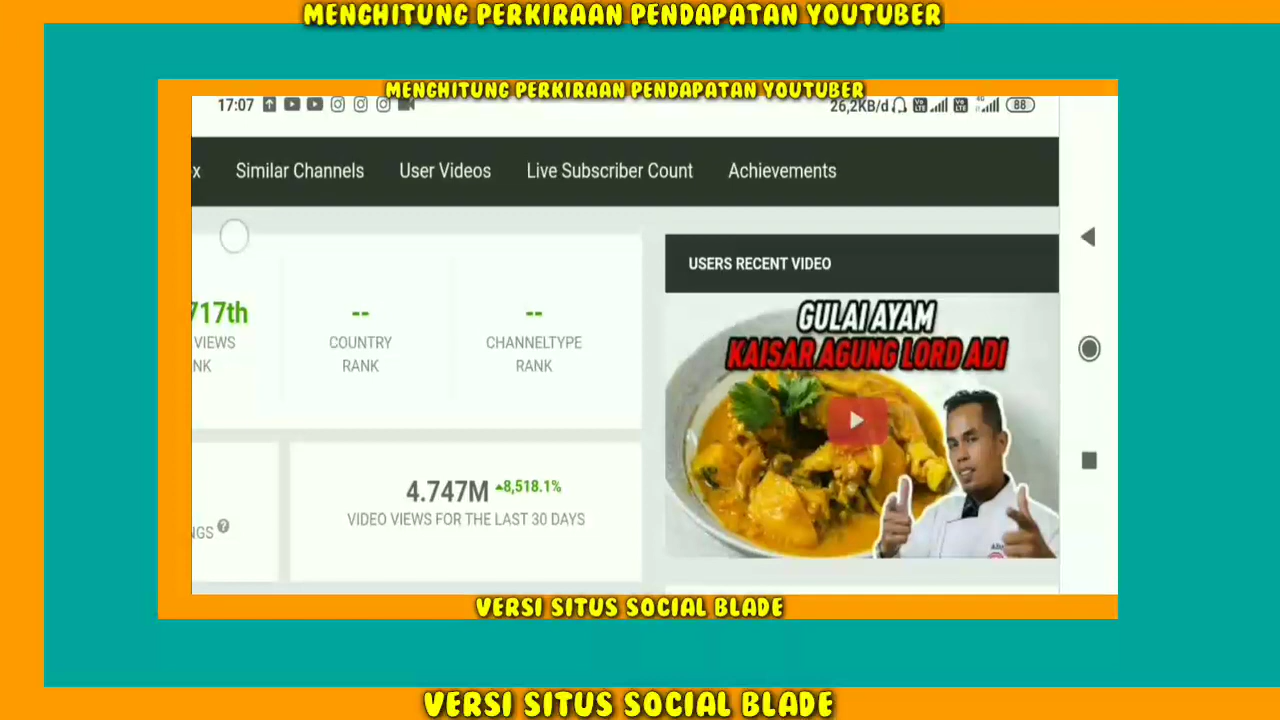 MENGHITUNG PERKIRAAN PENDAPATAN YOUTUBER
MENGHITUNG PERKIRAAN PENDAPATAN YOUTUBER
17:07
26,2KB/d
88
x Similar Channels User Videos Live Subscriber Count Achievements
717th
VIEWS
NK
--
COUNTRY
RANK
--
CHANNELTYPE
RANK
NGS
4.747M 8,518.1%
VIDEO VIEWS FOR THE LAST 30 DAYS
USERS RECENT VIDEO
GULAI AYAM
KAISAR AGUNG LORD ADI
VERSI SITUS SOCIAL BLADE
VERSI SITUS SOCIAL BLADE